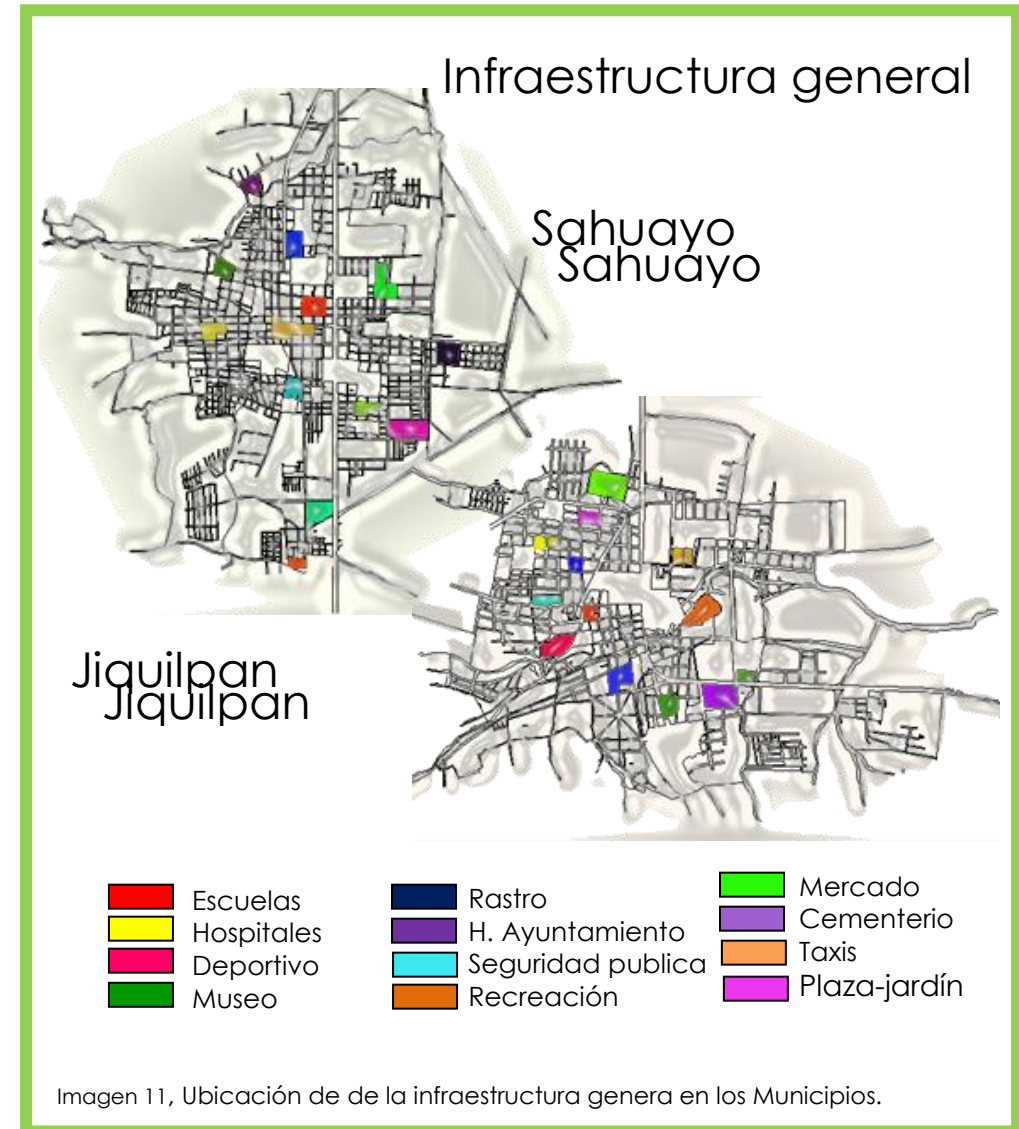 Infraestructura general
Sahuayo
Sahuayo
Jiquilpan
Jiquilpan
Escuelas
Hospitales
Deportivo
Museo
Rastro
H. Ayuntamiento
Seguridad publica
Recreación
Mercado
Cementerio
Taxis
Plaza-jardín
Imagen 11, Ubicación de de la infraestructura genera en los Municipios.